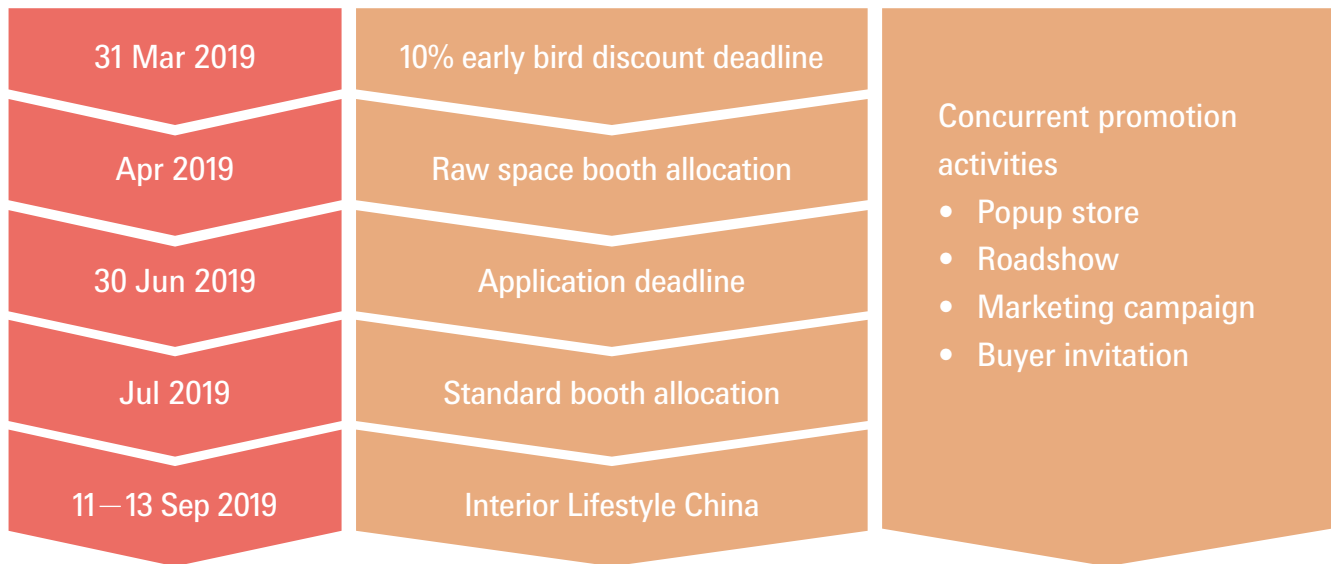 31 Mar 2019
10% early bird discount deadline
Apr 2019
Raw space booth allocation
30 Jun 2019
Application deadline
Jul 2019
Standard booth allocation
11—13 Sep 2019
Interior Lifestyle China
Concurrent promotion
activities
• Popup store
• Roadshow
• Marketing campaign
• Buyer invitation